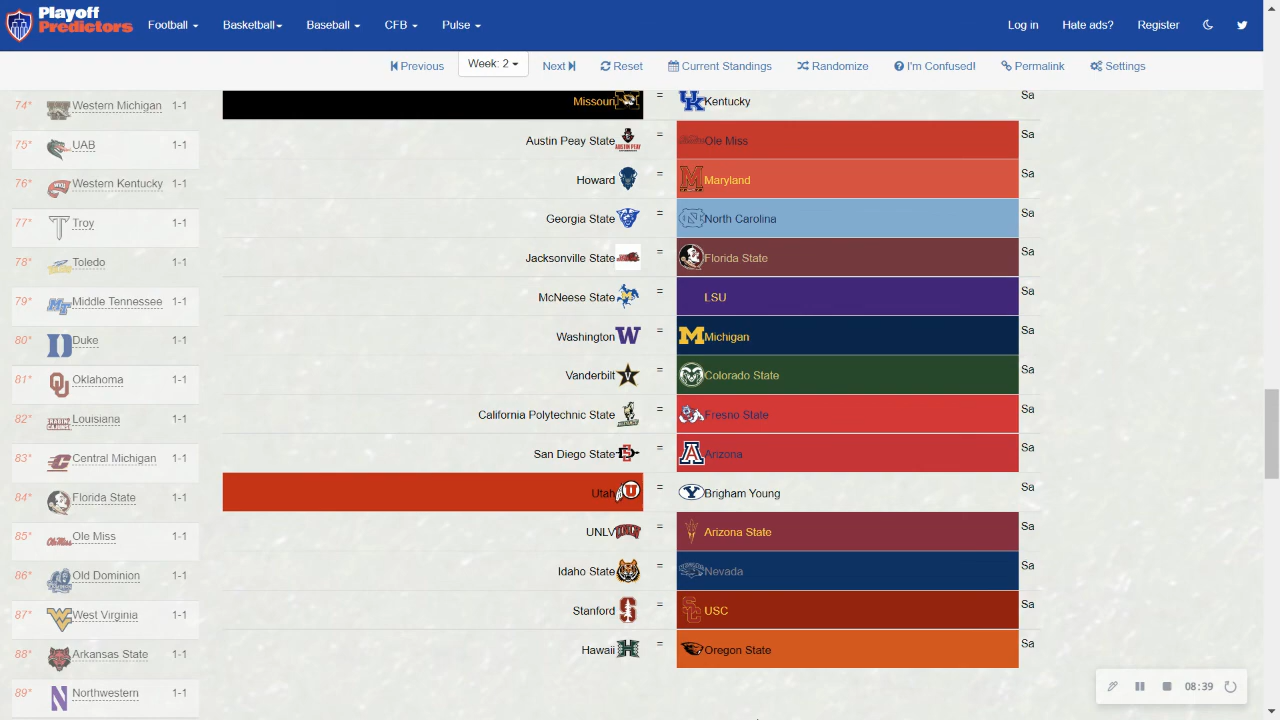 Playoff
Predictors
Football Basketball Baseball CFB Pulse Log in Hate ads? Register
Previous Week: 2 Next Reset Current Standings Randomize I'm Confused! Permalink Settings
74* Western Michigan 1-1 Missouri = Kentucky Sa
75* UAB 1-1 Austin Peay State = Ole Miss Sa
76* Western Kentucky 1-1 Howard = Maryland Sa
77* Troy 1-1 Georgia State = North Carolina Sa
78* Toledo 1-1 Jacksonville State = Florida State Sa
79* Middle Tennessee 1-1 McNeese State = LSU Sa
80* Duke 1-1 Washington = Michigan Sa
81* Oklahoma 1-1 Vanderbilt = Colorado State Sa
82* Louisiana 1-1 California Polytechnic State = Fresno State Sa
83* Central Michigan 1-1 San Diego State = Arizona Sa
84* Florida State 1-1 Utah = Brigham Young Sa
85* Ole Miss 1-1 UNLV = Arizona State Sa
86* Old Dominion 1-1 Idaho State = Nevada Sa
87* West Virginia 1-1 Stanford = USC Sa
88* Arkansas State 1-1 Hawaii = Oregon State Sa
89* Northwestern 1-1
08:39